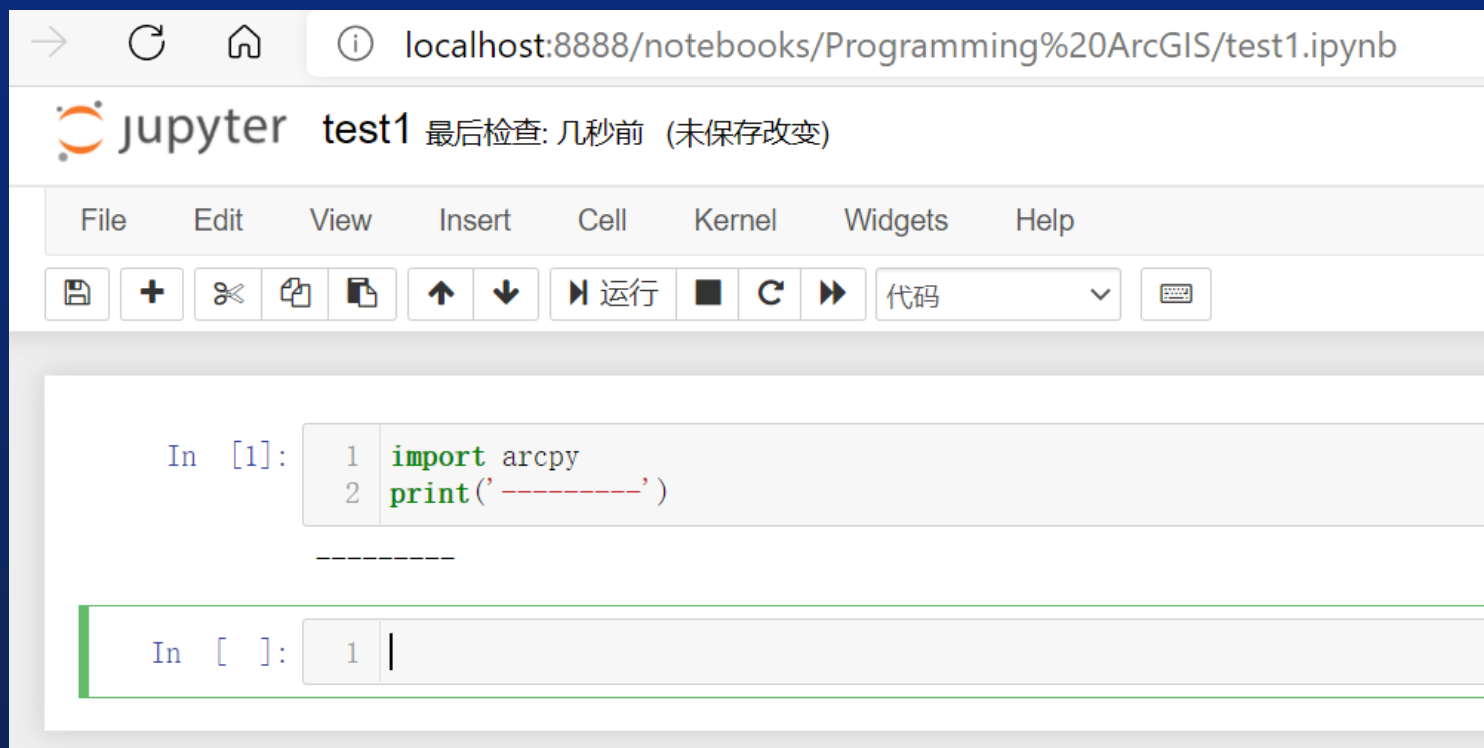 localhost:8888/notebooks/Programming%20ArcGIS/test1.ipynb
jupyter test1 最后检查: 几秒前 (未保存改变)
File Edit View Insert Cell Kernel Widgets Help
运行 代码
In [1]: 1 import arcpy
2 print('---------')
---------
In [ ]: 1